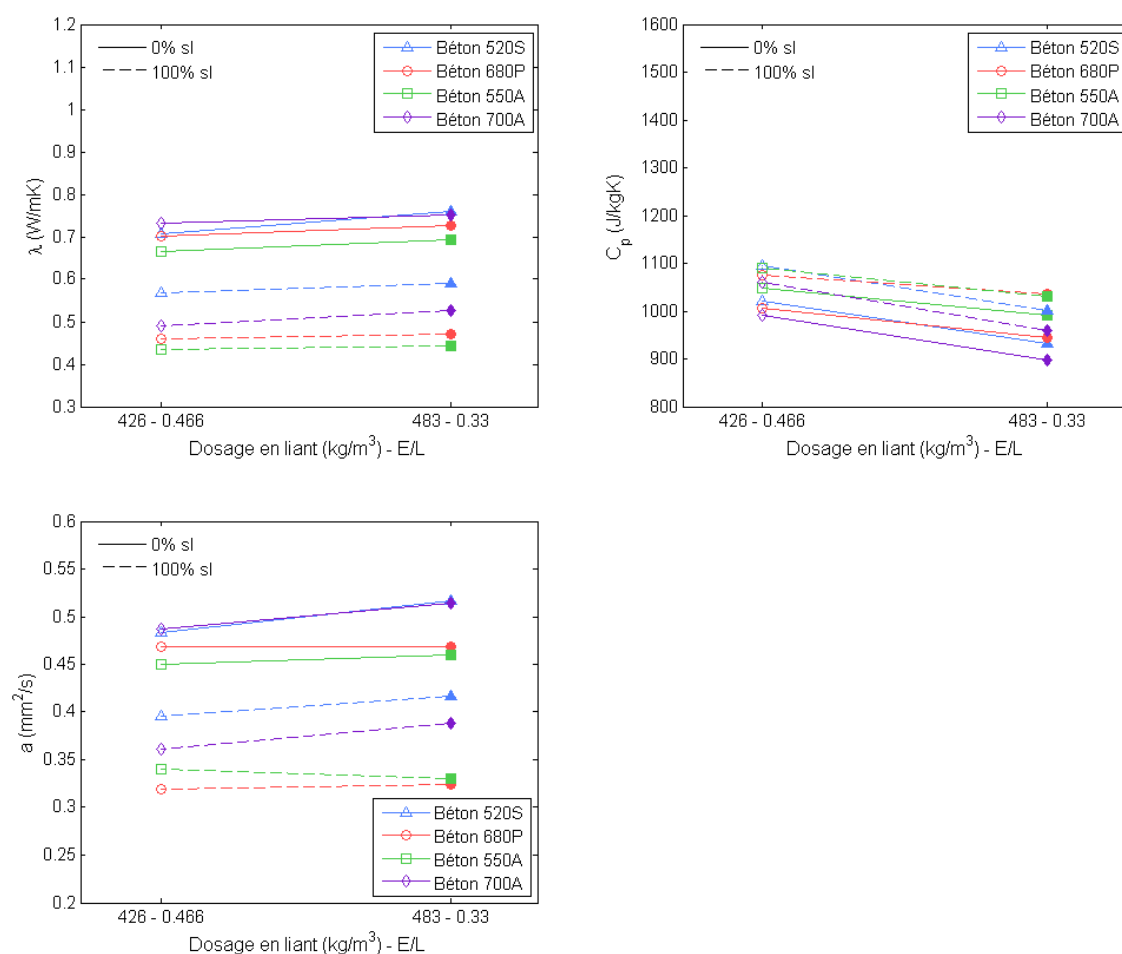 1.2
1.1
1
0.9
0.8
0.7
0.6
0.5
0.4
0.3
λ (W/mK)
0% sl
100% sl
Béton 520S
Béton 680P
Béton 550A
Béton 700A
426 - 0.466
483 - 0.33
Dosage en liant (kg/m³) - E/L
1600
1500
1400
1300
1200
1100
1000
900
800
Cp (J/kgK)
0% sl
100% sl
Béton 520S
Béton 680P
Béton 550A
Béton 700A
426 - 0.466
483 - 0.33
Dosage en liant (kg/m³) - E/L
0.6
0.55
0.5
0.45
0.4
0.35
0.3
0.25
0.2
a (mm²/s)
0% sl
100% sl
Béton 520S
Béton 680P
Béton 550A
Béton 700A
426 - 0.466
483 - 0.33
Dosage en liant (kg/m³) - E/L